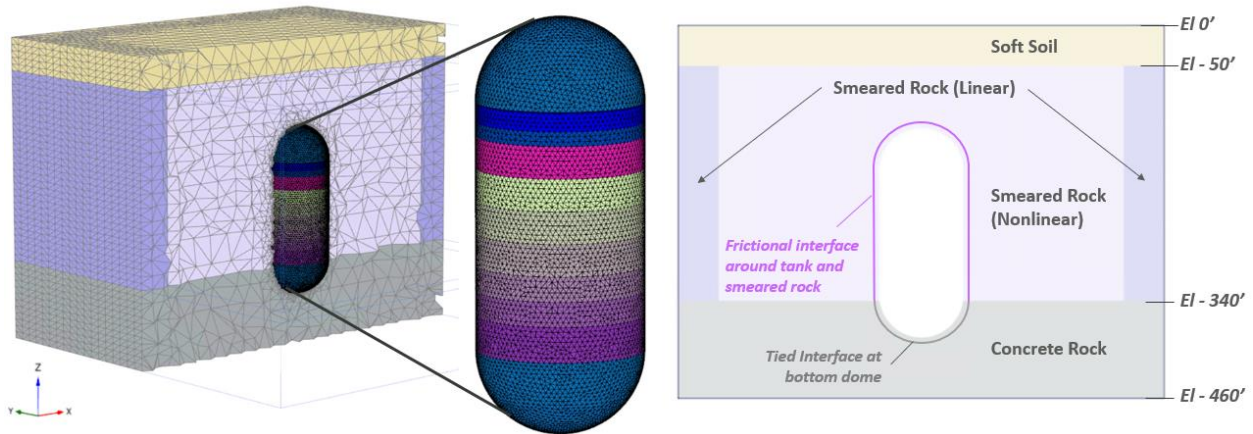 Z
Y
X
El 0’
Soft Soil
El - 50’
Smeared Rock (Linear)
Smeared Rock
(Nonlinear)
Frictional interface
around tank and
smeared rock
El - 340’
Concrete Rock
Tied Interface at
bottom dome
El - 460’